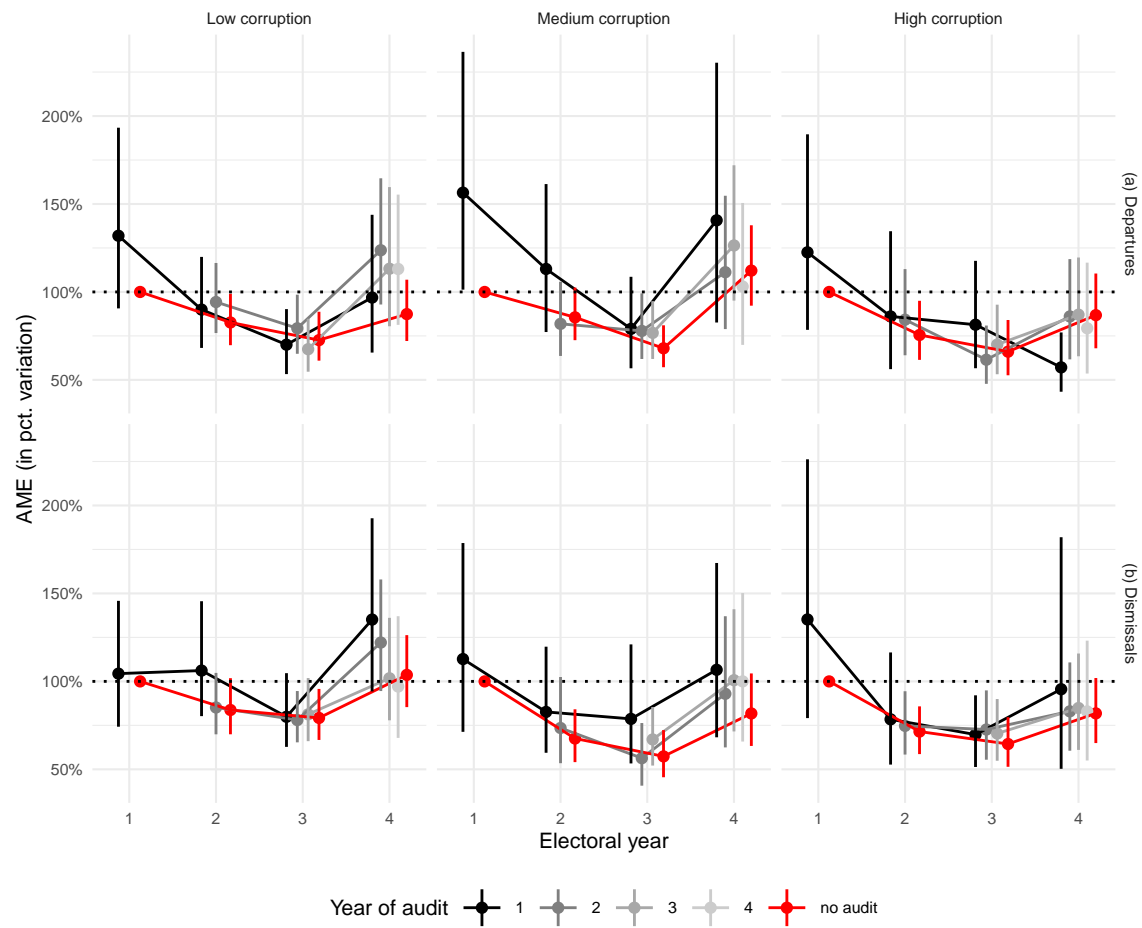 Low corruption
Medium corruption
High corruption
200%
150%
100%
50%
(a) Departures
AME (in pct. variation)
200%
150%
100%
50%
(b) Dismissals
1 2 3 4
1 2 3 4
1 2 3 4
Electoral year
Year of audit 1 2 3 4 no audit